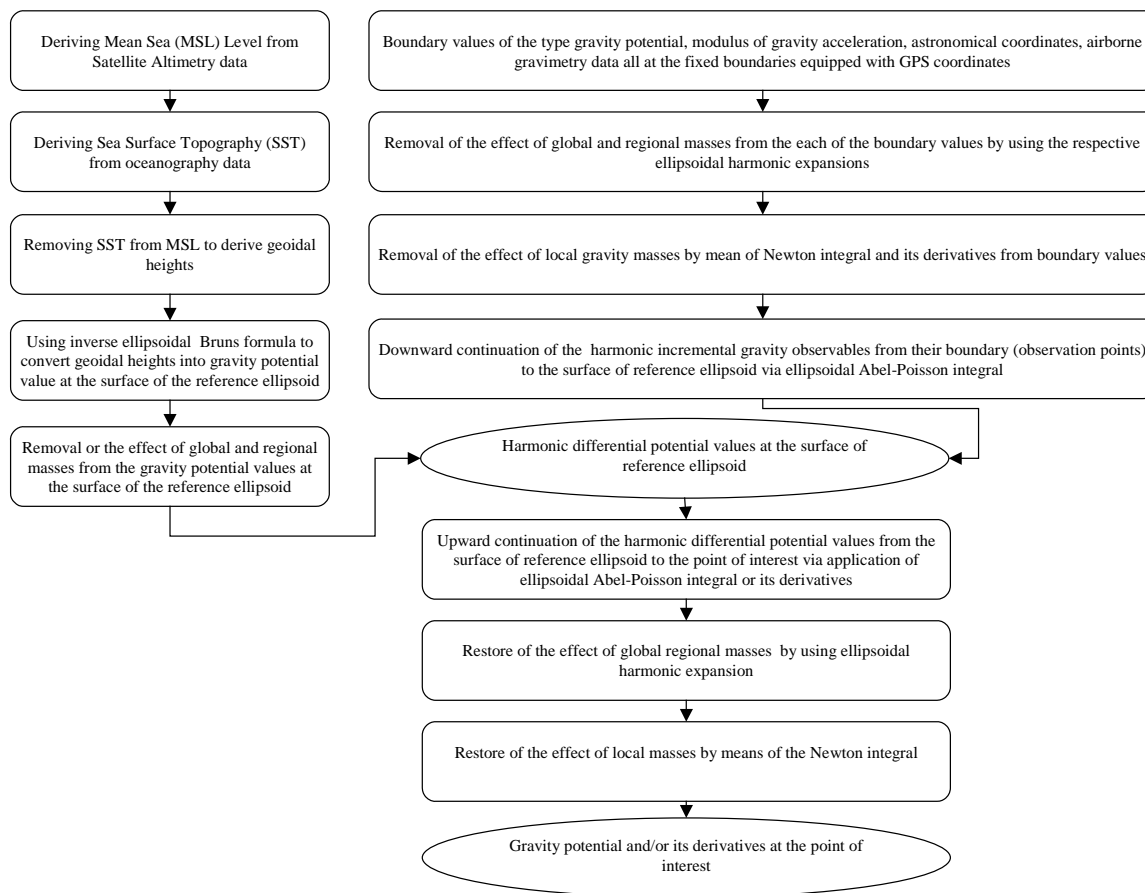 Deriving Mean Sea (MSL) Level from
Satellite Altimetry data
Deriving Sea Surface Topography (SST)
from oceanography data
Removing SST from MSL to derive geoidal
heights
Using inverse ellipsoidal Bruns formula to
convert geoidal heights into gravity potential
value at the surface of the reference ellipsoid
Removal or the effect of global and regional
masses from the gravity potential values at
the surface of the reference ellipsoid
Boundary values of the type gravity potential, modulus of gravity acceleration, astronomical coordinates, airborne
gravimetry data all at the fixed boundaries equipped with GPS coordinates
Removal of the effect of global and regional masses from the each of the boundary values by using the respective
ellipsoidal harmonic expansions
Removal of the effect of local gravity masses by mean of Newton integral and its derivatives from boundary values
Downward continuation of the harmonic incremental gravity observables from their boundary (observation points)
to the surface of reference ellipsoid via ellipsoidal Abel-Poisson integral
Harmonic differential potential values at the surface of
reference ellipsoid
Upward continuation of the harmonic differential potential values from the
surface of reference ellipsoid to the point of interest via application of
ellipsoidal Abel-Poisson integral or its derivatives
Restore of the effect of global regional masses by using ellipsoidal
harmonic expansion
Restore of the effect of local masses by means of the Newton integral
Gravity potential and/or its derivatives at the point of
interest